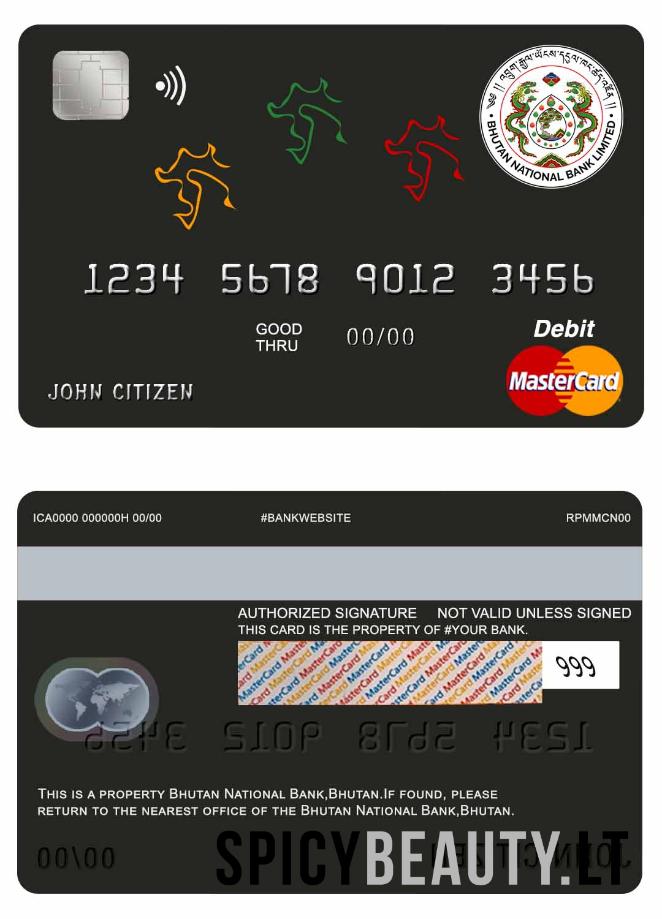 BHUTAN NATIONAL BANK LIMITED
1234 5678 9012 3456
GOOD
THRU
00/00
Debit
MasterCard
JOHN CITIZEN
ICA0000 000000H 00/00
#BANKWEBSITE
RPMMCN00
AUTHORIZED SIGNATURE NOT VALID UNLESS SIGNED
THIS CARD IS THE PROPERTY OF #YOUR BANK.
999
THIS IS A PROPERTY BHUTAN NATIONAL BANK,BHUTAN.IF FOUND, PLEASE
RETURN TO THE NEAREST OFFICE OF THE BHUTAN NATIONAL BANK,BHUTAN.
00\00
SPICYBEAUTY.LT